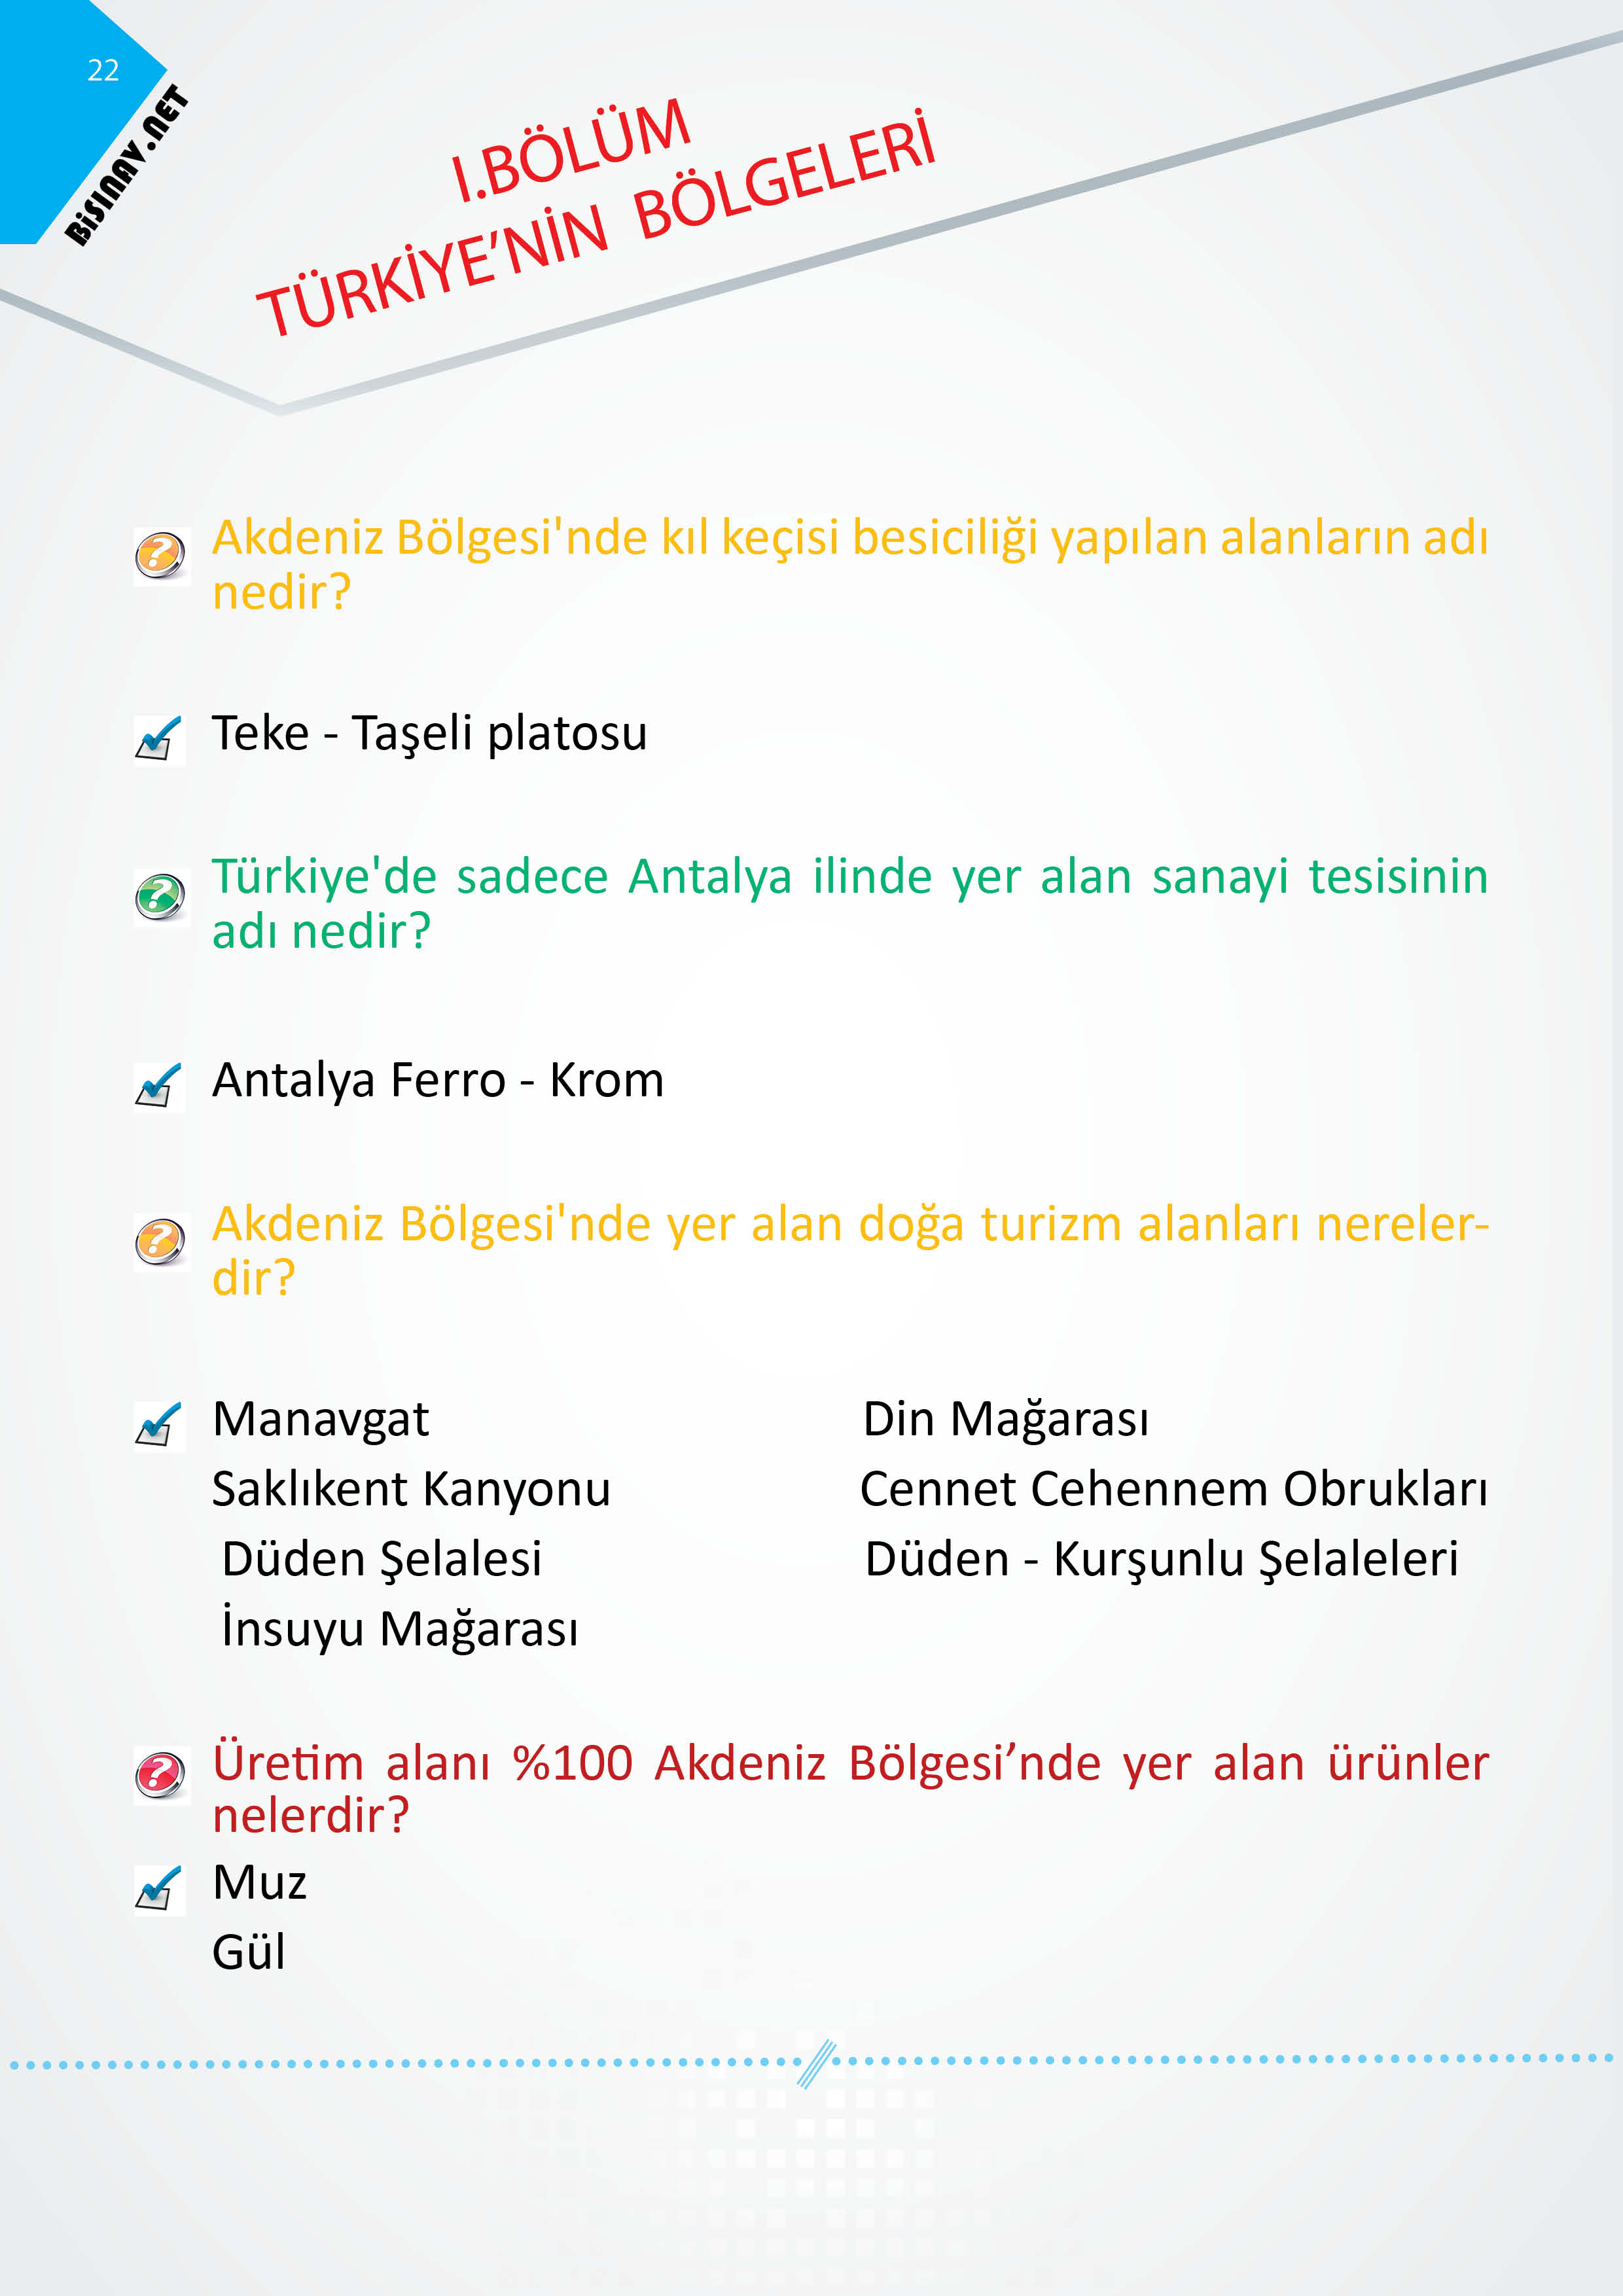 22
BiSINAV.NET
I.BÖLÜM
TÜRKİYE’NİN BÖLGELERİ
Akdeniz Bölgesi'nde kıl keçisi besiciliği yapılan alanların adı
nedir?
Teke - Taşeli platosu
Türkiye'de sadece Antalya ilinde yer alan sanayi tesisinin
adı nedir?
Antalya Ferro - Krom
Akdeniz Bölgesi'nde yer alan doğa turizm alanları nereler-
dir?
Manavgat
Saklıkent Kanyonu
Düden Şelalesi
İnsuyu Mağarası
Din Mağarası
Cennet Cehennem Obrukları
Düden - Kurşunlu Şelaleleri
Üretim alanı %100 Akdeniz Bölgesi’nde yer alan ürünler
nelerdir?
Muz
Gül